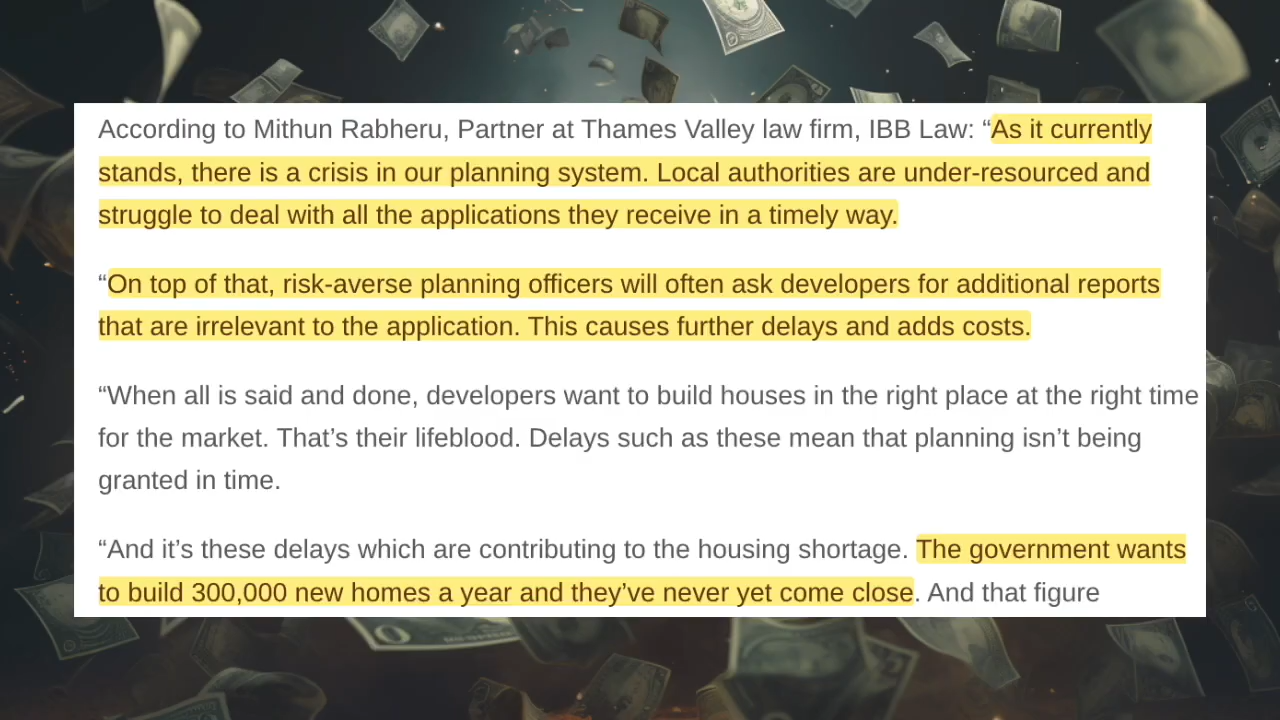 According to Mithun Rabheru, Partner at Thames Valley law firm, IBB Law: “As it currently
stands, there is a crisis in our planning system. Local authorities are under-resourced and
struggle to deal with all the applications they receive in a timely way.
“On top of that, risk-averse planning officers will often ask developers for additional reports
that are irrelevant to the application. This causes further delays and adds costs.
“When all is said and done, developers want to build houses in the right place at the right time
for the market. That’s their lifeblood. Delays such as these mean that planning isn’t being
granted in time.
“And it’s these delays which are contributing to the housing shortage. The government wants
to build 300,000 new homes a year and they’ve never yet come close. And that figure